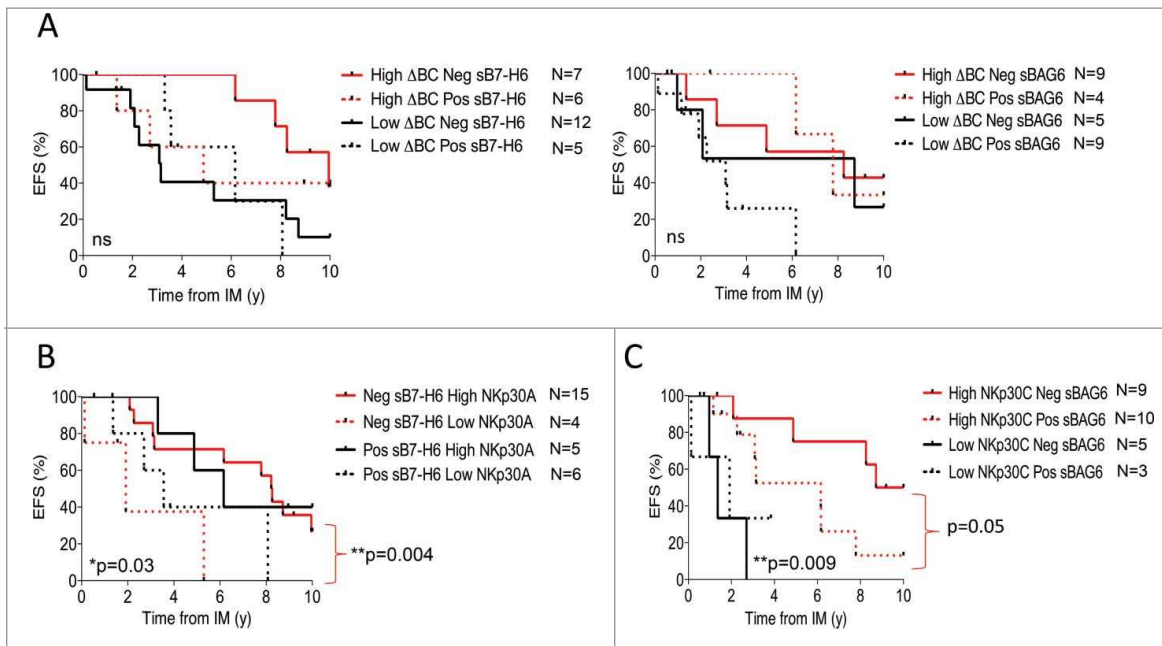 A
EFS (%)
100
80
60
40
20
0
ns
0 2 4 6 8 10
Time from IM (y)
High ΔBC Neg sB7-H6 N=7
High ΔBC Pos sB7-H6 N=6
Low ΔBC Neg sB7-H6 N=12
Low ΔBC Pos sB7-H6 N=5
EFS (%)
100
80
60
40
20
0
ns
0 2 4 6 8 10
Time from IM (y)
High ΔBC Neg sBAG6 N=9
High ΔBC Pos sBAG6 N=4
Low ΔBC Neg sBAG6 N=5
Low ΔBC Pos sBAG6 N=9
B
EFS (%)
100
80
60
40
20
0
*p=0.03
0 2 4 6 8 10
Time from IM (y)
Neg sB7-H6 High NKp30A N=15
Neg sB7-H6 Low NKp30A N=4
Pos sB7-H6 High NKp30A N=5
Pos sB7-H6 Low NKp30A N=6
**p=0.004
C
EFS (%)
100
80
60
40
20
0
**p=0.009
0 2 4 6 8 10
Time from IM (y)
High NKp30C Neg sBAG6 N=9
High NKp30C Pos sBAG6 N=10
Low NKp30C Neg sBAG6 N=5
Low NKp30C Pos sBAG6 N=3
p=0.05